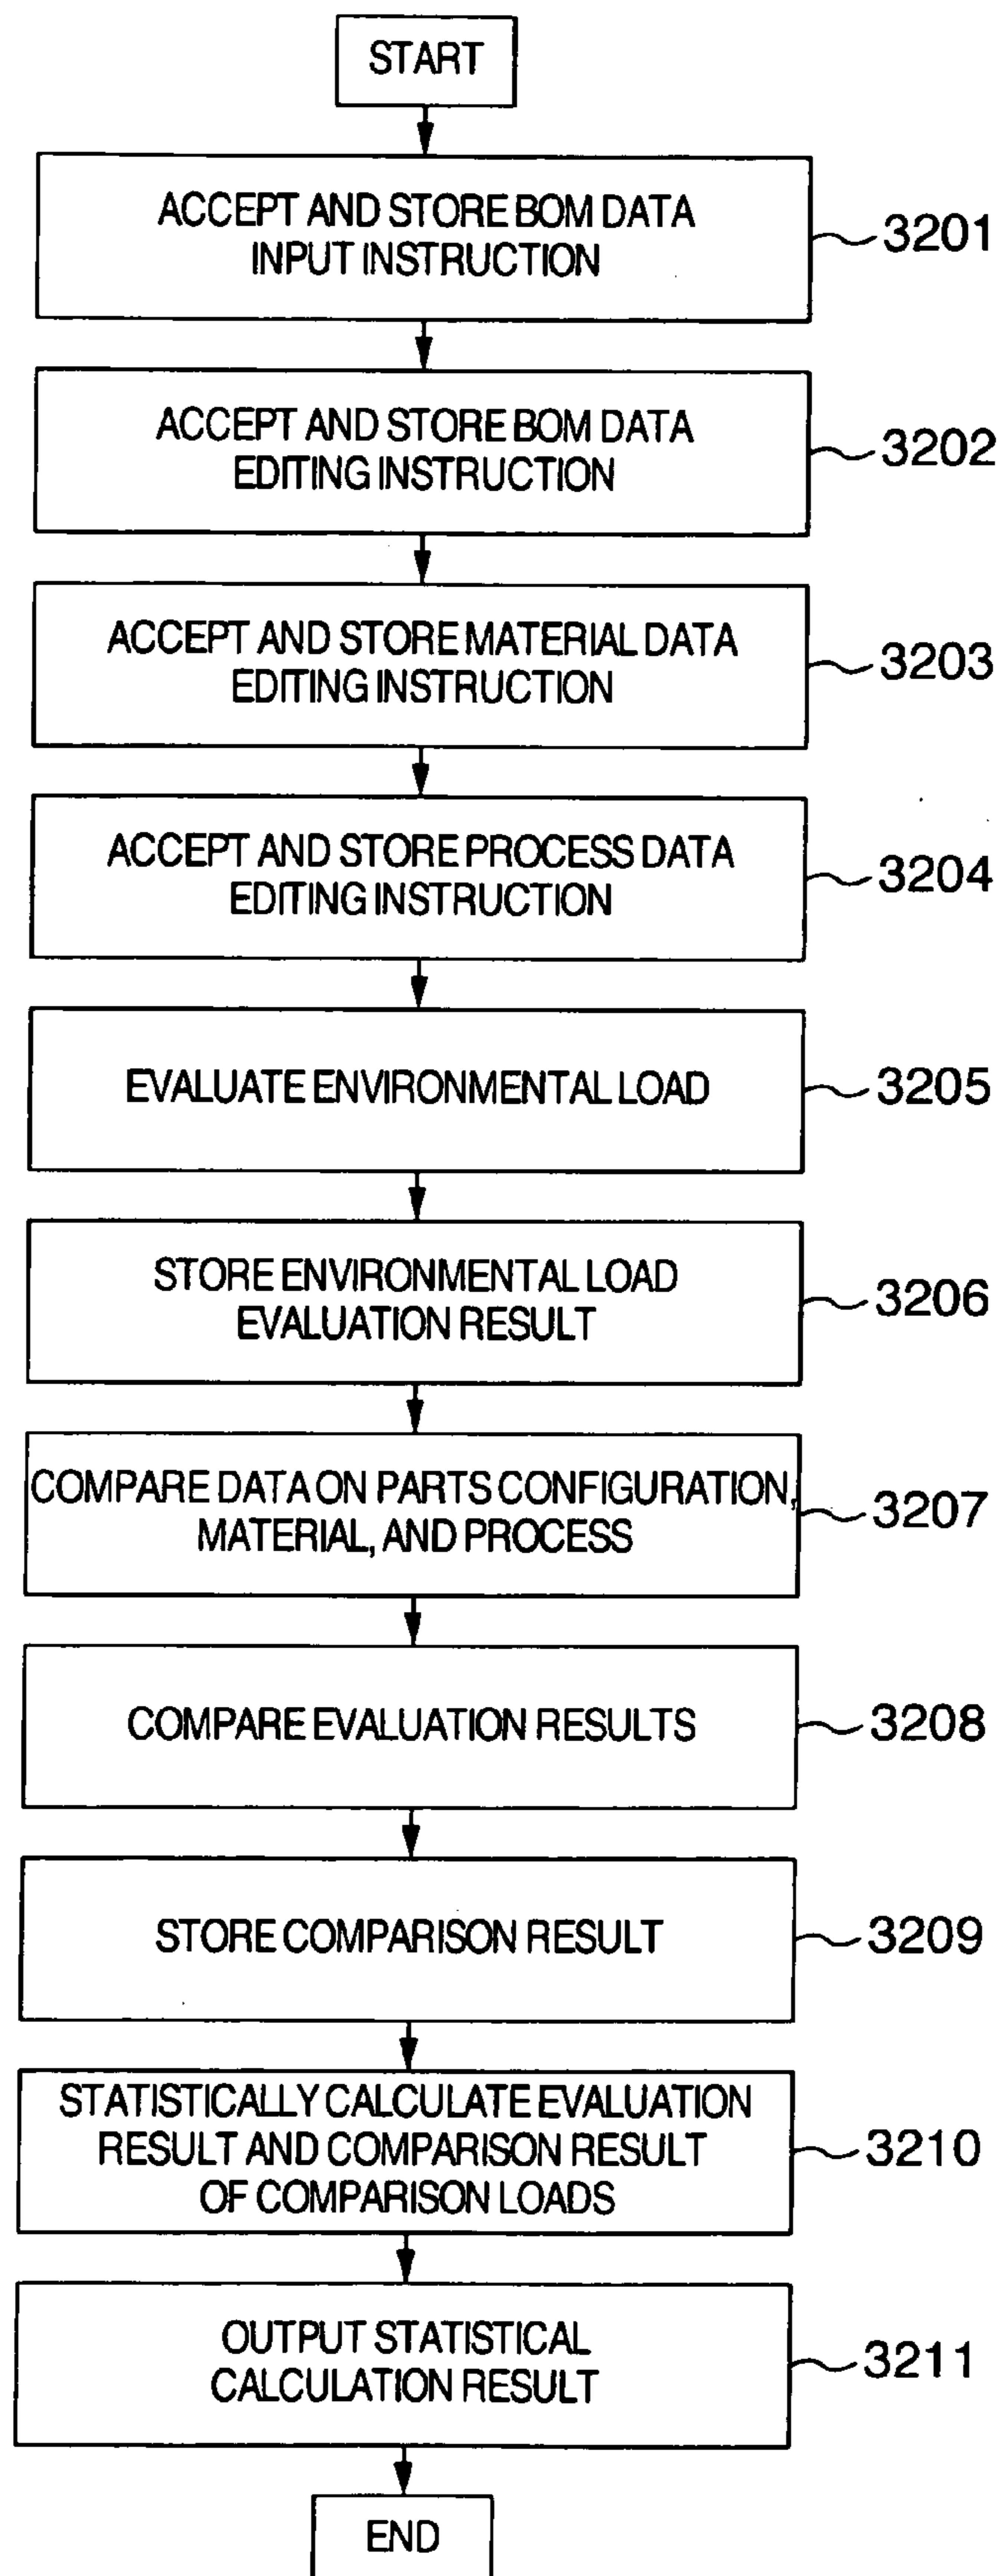 START
ACCEPT AND STORE BOM DATA
INPUT INSTRUCTION
3201
ACCEPT AND STORE BOM DATA
EDITING INSTRUCTION
3202
ACCEPT AND STORE MATERIAL DATA
EDITING INSTRUCTION
3203
ACCEPT AND STORE PROCESS DATA
EDITING INSTRUCTION
3204
EVALUATE ENVIRONMENTAL LOAD
3205
STORE ENVIRONMENTAL LOAD
EVALUATION RESULT
3206
COMPARE DATA ON PARTS CONFIGURATION,
MATERIAL, AND PROCESS
3207
COMPARE EVALUATION RESULTS
3208
STORE COMPARISON RESULT
3209
STATISTICALLY CALCULATE EVALUATION
RESULT AND COMPARISON RESULT
OF COMPARISON LOADS
3210
OUTPUT STATISTICAL
CALCULATION RESULT
3211
END